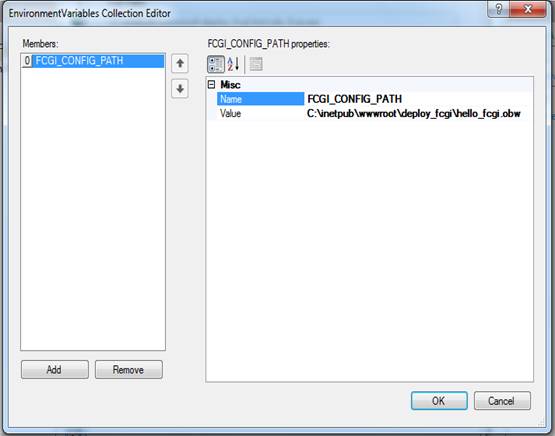 EnvironmentVariables Collection Editor
Members:
0 FCGI_CONFIG_PATH
FCGI_CONFIG_PATH properties:
Misc
Name FCGI_CONFIG_PATH
Value C:\inetpub\wwwroot\deploy_fcgi\hello_fcgi.obw
Add Remove
OK Cancel